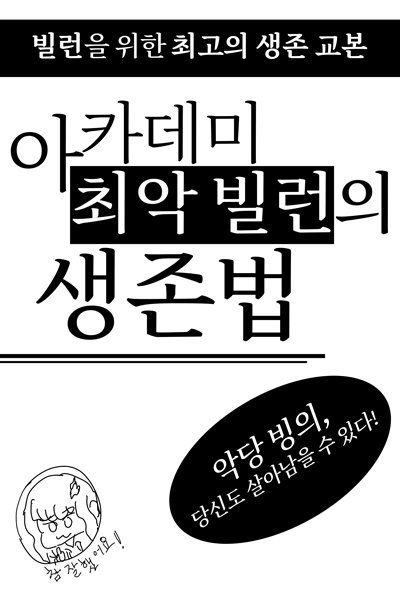 빌런을 위한 최고의 생존 교본
아카데미
최악 빌런의
생존법
악당 빙의,
당신도 살아남을 수 있다!
참 잘했어요!